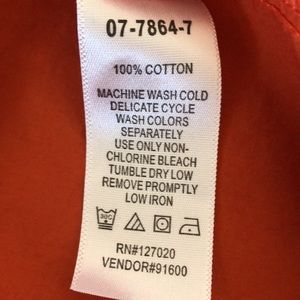 07-7864-7
100% COTTON
MACHINE WASH COLD
DELICATE CYCLE
WASH COLORS
SEPARATELY
USE ONLY NON-
CHLORINE BLEACH
TUMBLE DRY LOW
REMOVE PROMPTLY
LOW IRON
30C
RN#127020
VENDOR#91600